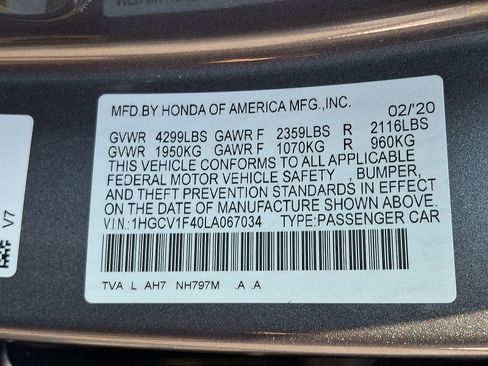 MFD.BY HONDA OF AMERICA MFG.,INC.
02/'20
GVWR 4299LBS GAWR F 2359LBS R 2116LBS
GVWR 1950KG GAWR F 1070KG R 960KG
THIS VEHICLE CONFORMS TO ALL APPLICABLE
FEDERAL MOTOR VEHICLE SAFETY , BUMPER,
AND THEFT PREVENTION STANDARDS IN EFFECT
ON THE DATE OF MANUFACTURE SHOWN ABOVE.
V.I.N.:1HGCV1F40LA067034 TYPE:PASSENGER CAR
TVA L AH7 NH797M .A .A
V7